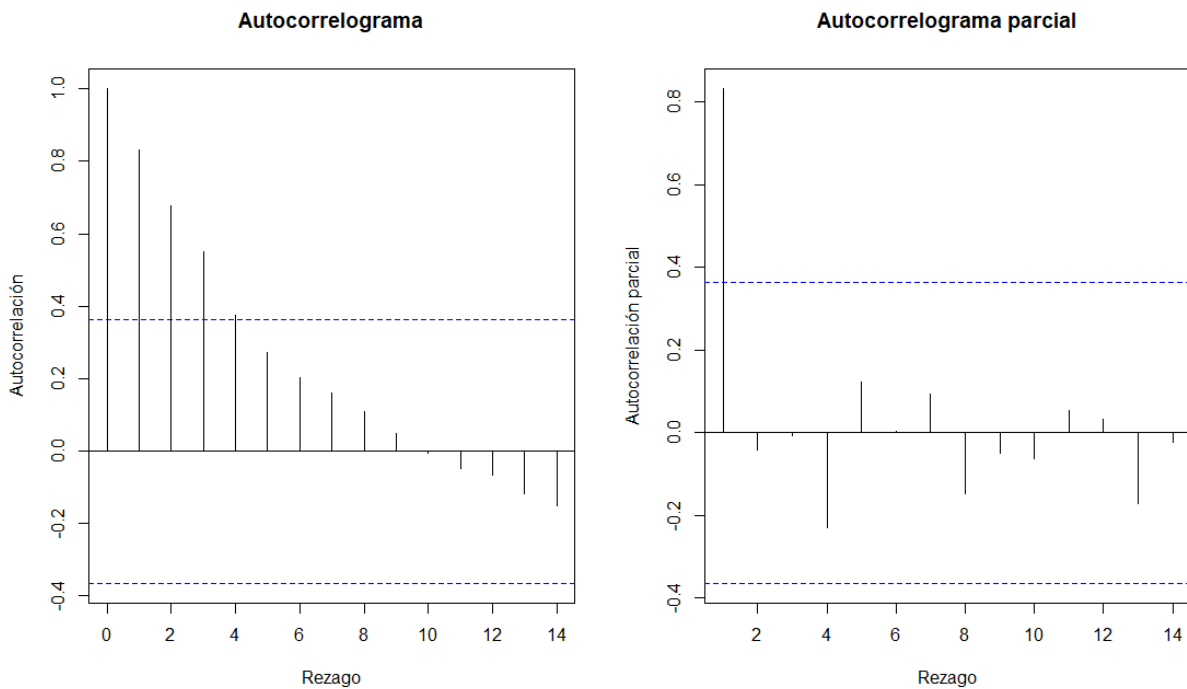 Autocorrelograma
Autocorrelación
1.0
0.8
0.6
0.4
0.2
0.0
-0.2
-0.4
0 2 4 6 8 10 12 14
Rezago
Autocorrelograma parcial
Autocorrelación parcial
0.8
0.6
0.4
0.2
0.0
-0.2
-0.4
2 4 6 8 10 12 14
Rezago